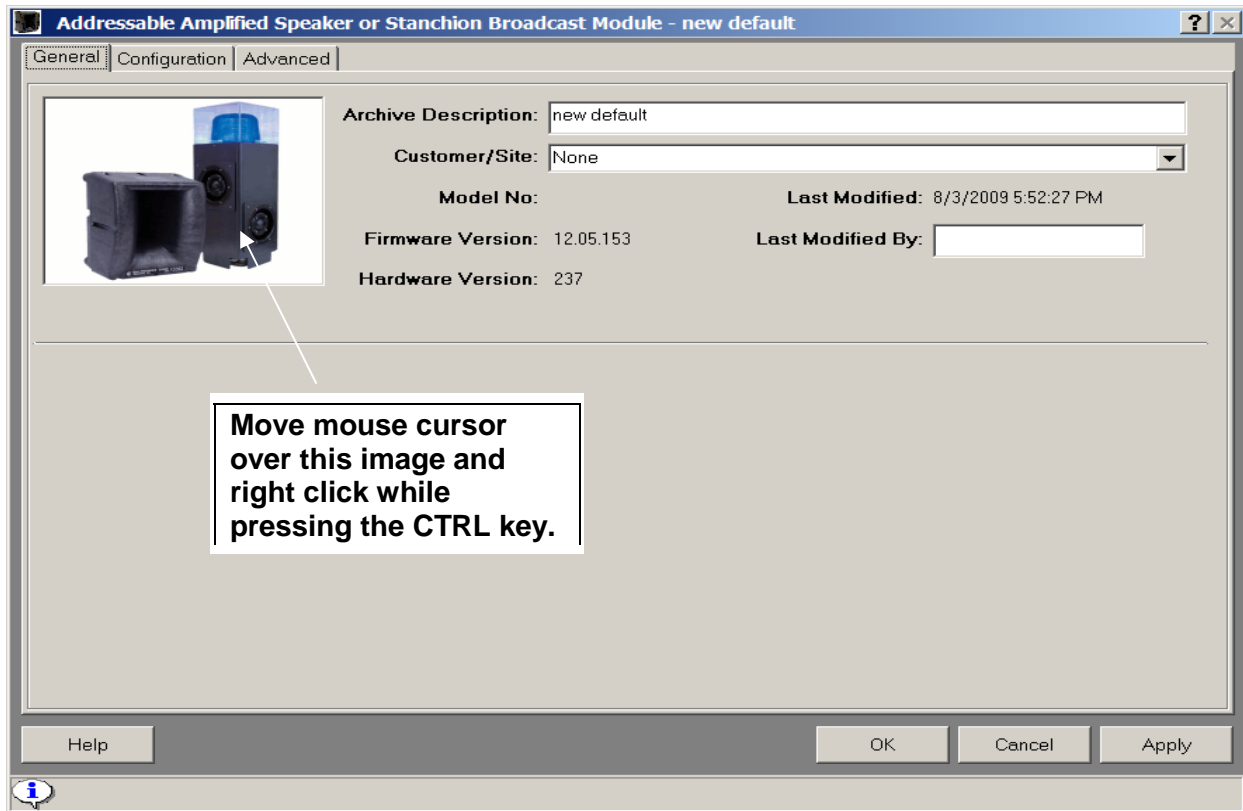 Addressable Amplified Speaker or Stanchion Broadcast Module - new default
General Configuration Advanced
Archive Description: new default
Customer/Site: None
Model No: Last Modified: 8/3/2009 5:52:27 PM
Firmware Version: 12.05.153 Last Modified By:
Hardware Version: 237
Move mouse cursor
over this image and
right click while
pressing the CTRL key.
Help OK Cancel Apply